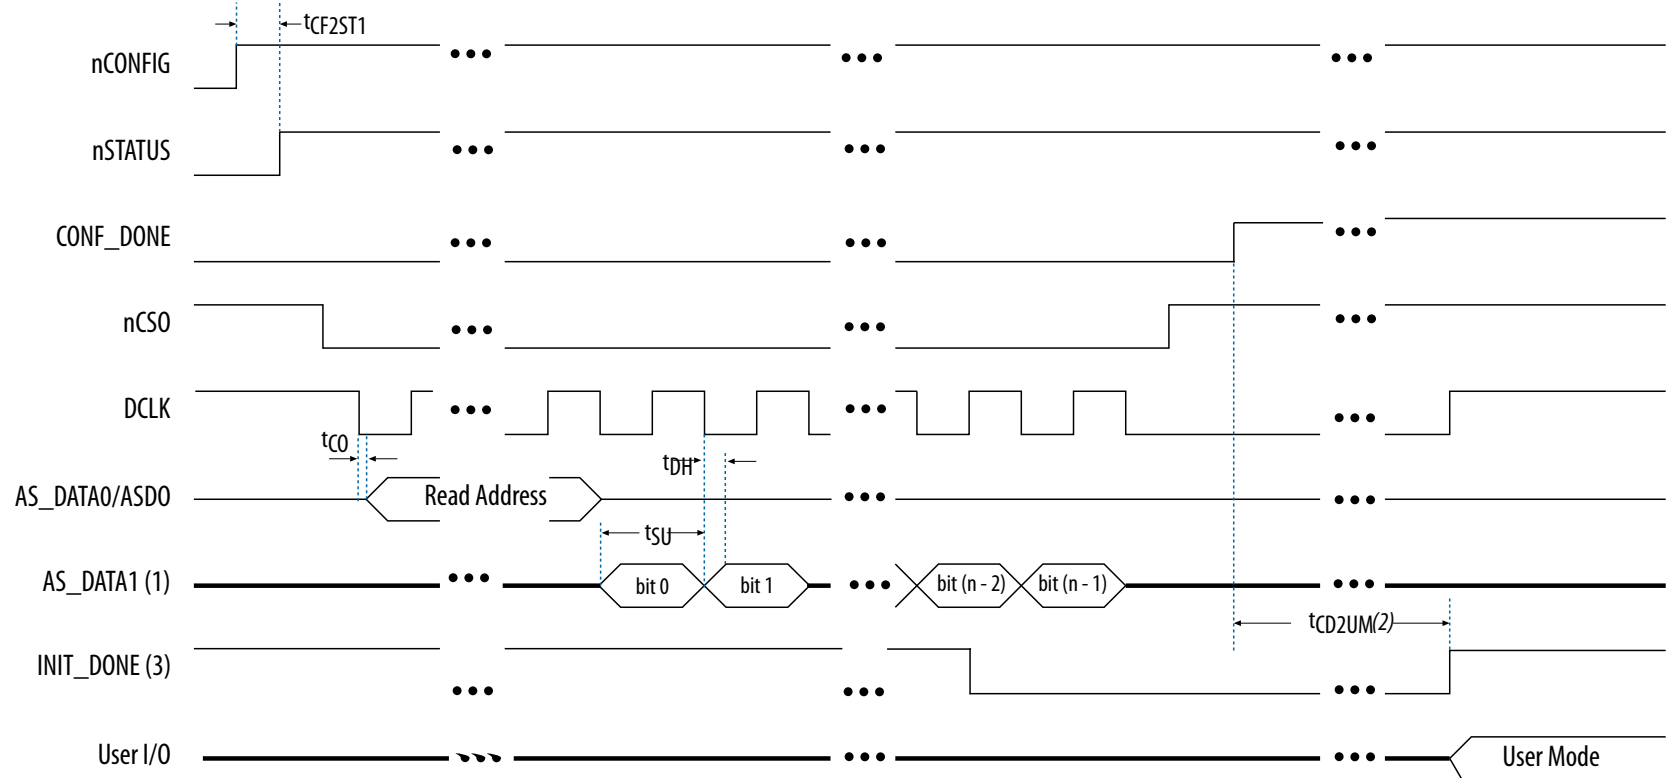 tCF2ST1
nCONFIG
nSTATUS
CONF_DONE
nCSO
DCLK
tCO
tDH
AS_DATA0/ASDO
Read Address
tSU
AS_DATA1 (1)
bit 0
bit 1
bit (n - 2)
bit (n - 1)
tCD2UM(2)
INIT_DONE (3)
User I/O
User Mode